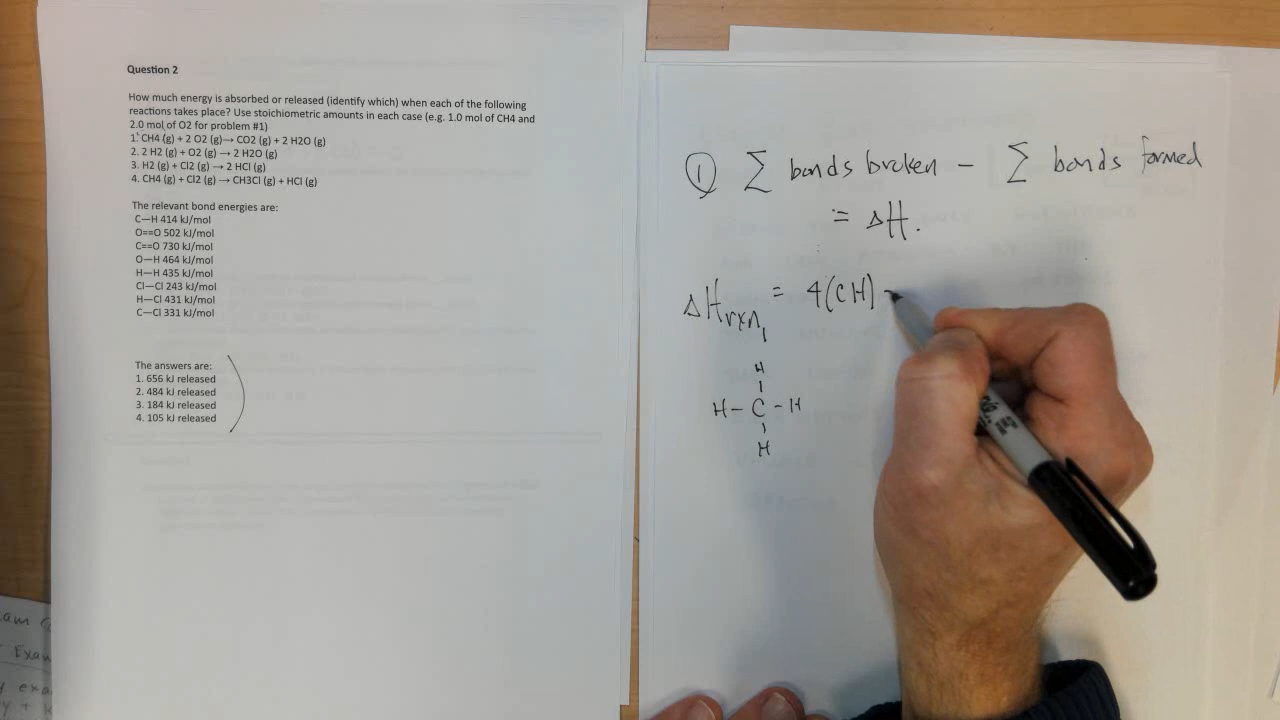 Question 2
How much energy is absorbed or released (identify which) when each of the following
reactions takes place? Use stoichiometric amounts in each case (e.g. 1.0 mol of CH4 and
2.0 mol of O2 for problem #1)
1. CH4 (g) + 2 O2 (g)→ CO2 (g) + 2 H2O (g)
2. 2 H2 (g) + O2 (g) → 2 H2O (g)
3. H2 (g) + Cl2 (g) → 2 HCl (g)
4. CH4 (g) + Cl2 (g) → CH3Cl (g) + HCl (g)
The relevant bond energies are:
C—H 414 kJ/mol
O==O 502 kJ/mol
C==O 730 kJ/mol
O—H 464 kJ/mol
H—H 435 kJ/mol
Cl—Cl 243 kJ/mol
H—Cl 431 kJ/mol
C—Cl 331 kJ/mol
The answers are:
1. 656 kJ released
2. 484 kJ released
3. 184 kJ released
4. 105 kJ released
① Σ bonds broken - Σ bonds formed
= ΔH.
ΔHrxn1 = 4(CH)
H
H-C-H
H
exa